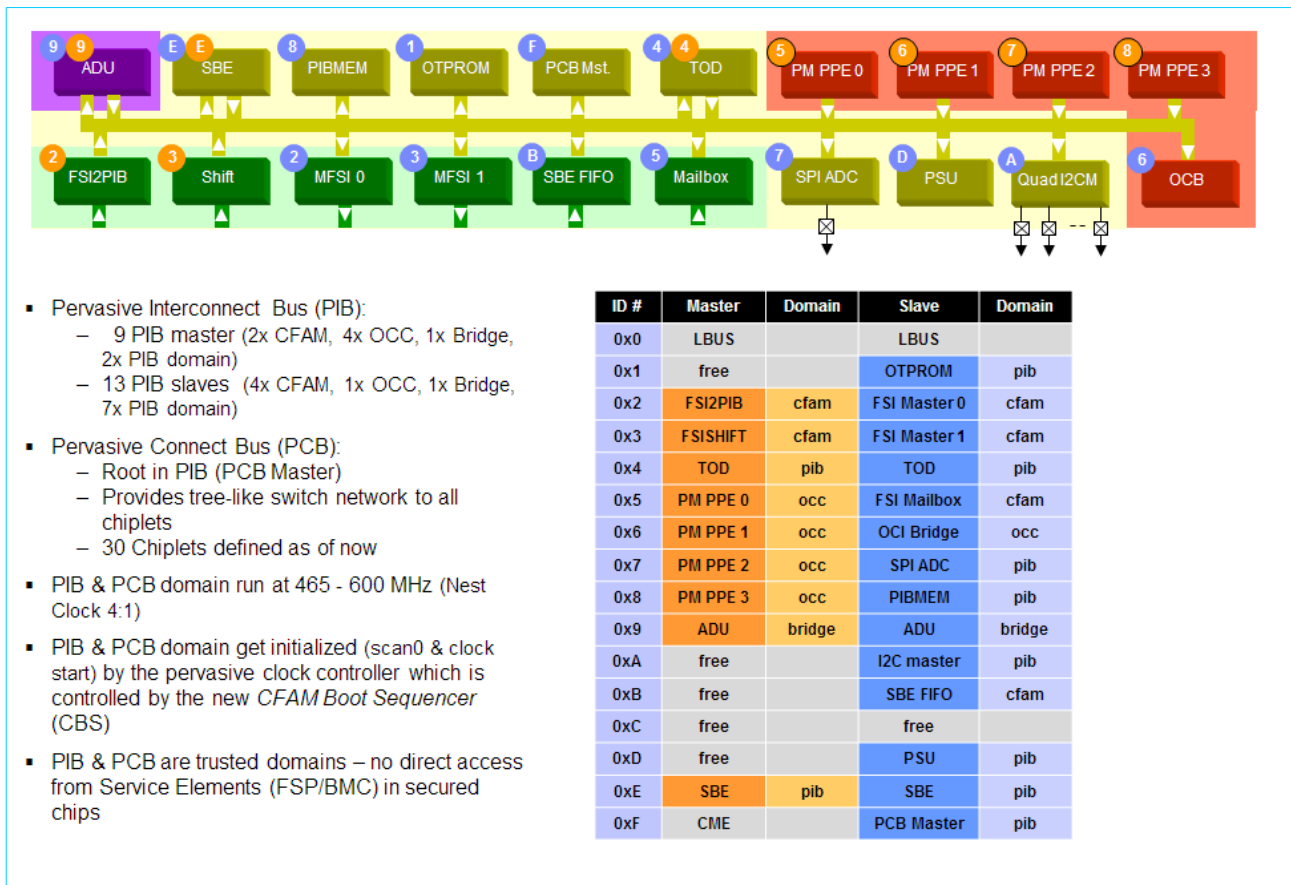 9 9 E E 8 1 F 4 4 5 6 7 8
ADU SBE PIBMEM OTPROM PCB Mst. TOD PM PPE 0 PM PPE 1 PM PPE 2 PM PPE 3
2 3 2 3 B 5 7 D A 6
FSI2PIB Shift MFSI 0 MFSI 1 SBE FIFO Mailbox SPI ADC PSU Quad I2CM OCB
--
▪ Pervasive Interconnect Bus (PIB):
– 9 PIB master (2x CFAM, 4x OCC, 1x Bridge,
2x PIB domain)
– 13 PIB slaves (4x CFAM, 1x OCC, 1x Bridge,
7x PIB domain)
▪ Pervasive Connect Bus (PCB):
– Root in PIB (PCB Master)
– Provides tree-like switch network to all
chiplets
– 30 Chiplets defined as of now
▪ PIB & PCB domain run at 465 - 600 MHz (Nest
Clock 4:1)
▪ PIB & PCB domain get initialized (scan0 & clock
start) by the pervasive clock controller which is
controlled by the new CFAM Boot Sequencer
(CBS)
▪ PIB & PCB are trusted domains – no direct access
from Service Elements (FSP/BMC) in secured
chips
ID # Master Domain Slave Domain
0x0 LBUS LBUS
0x1 free OTPROM pib
0x2 FSI2PIB cfam FSI Master 0 cfam
0x3 FSISHIFT cfam FSI Master 1 cfam
0x4 TOD pib TOD pib
0x5 PM PPE 0 occ FSI Mailbox cfam
0x6 PM PPE 1 occ OCI Bridge occ
0x7 PM PPE 2 occ SPI ADC pib
0x8 PM PPE 3 occ PIBMEM pib
0x9 ADU bridge ADU bridge
0xA free I2C master pib
0xB free SBE FIFO cfam
0xC free free
0xD free PSU pib
0xE SBE pib SBE pib
0xF CME PCB Master pib